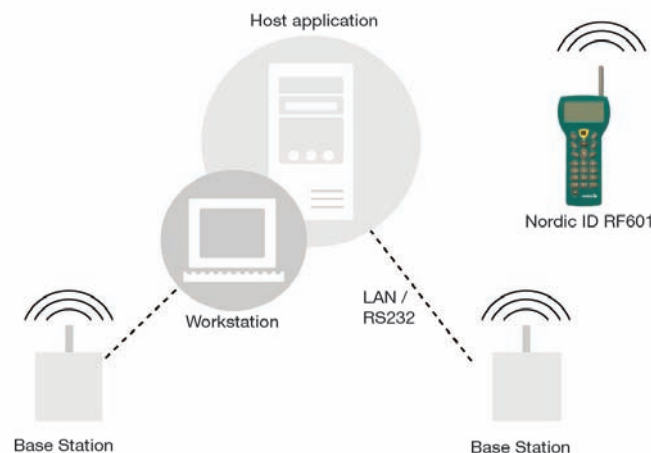 Host application
Nordic ID RF601
Workstation
LAN /
RS232
Base Station
Base Station